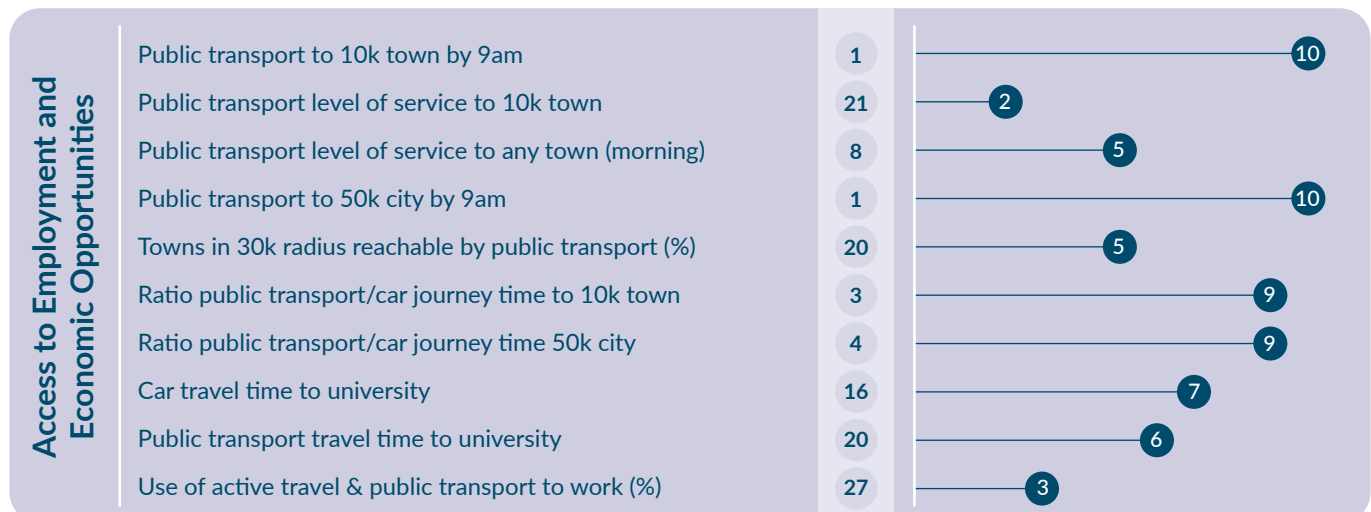 Access to Employment and
Economic Opportunities
Public transport to 10k town by 9am 1 10
Public transport level of service to 10k town 21 2
Public transport level of service to any town (morning) 8 5
Public transport to 50k city by 9am 1 10
Towns in 30k radius reachable by public transport (%) 20 5
Ratio public transport/car journey time to 10k town 3 9
Ratio public transport/car journey time 50k city 4 9
Car travel time to university 16 7
Public transport travel time to university 20 6
Use of active travel & public transport to work (%) 27 3